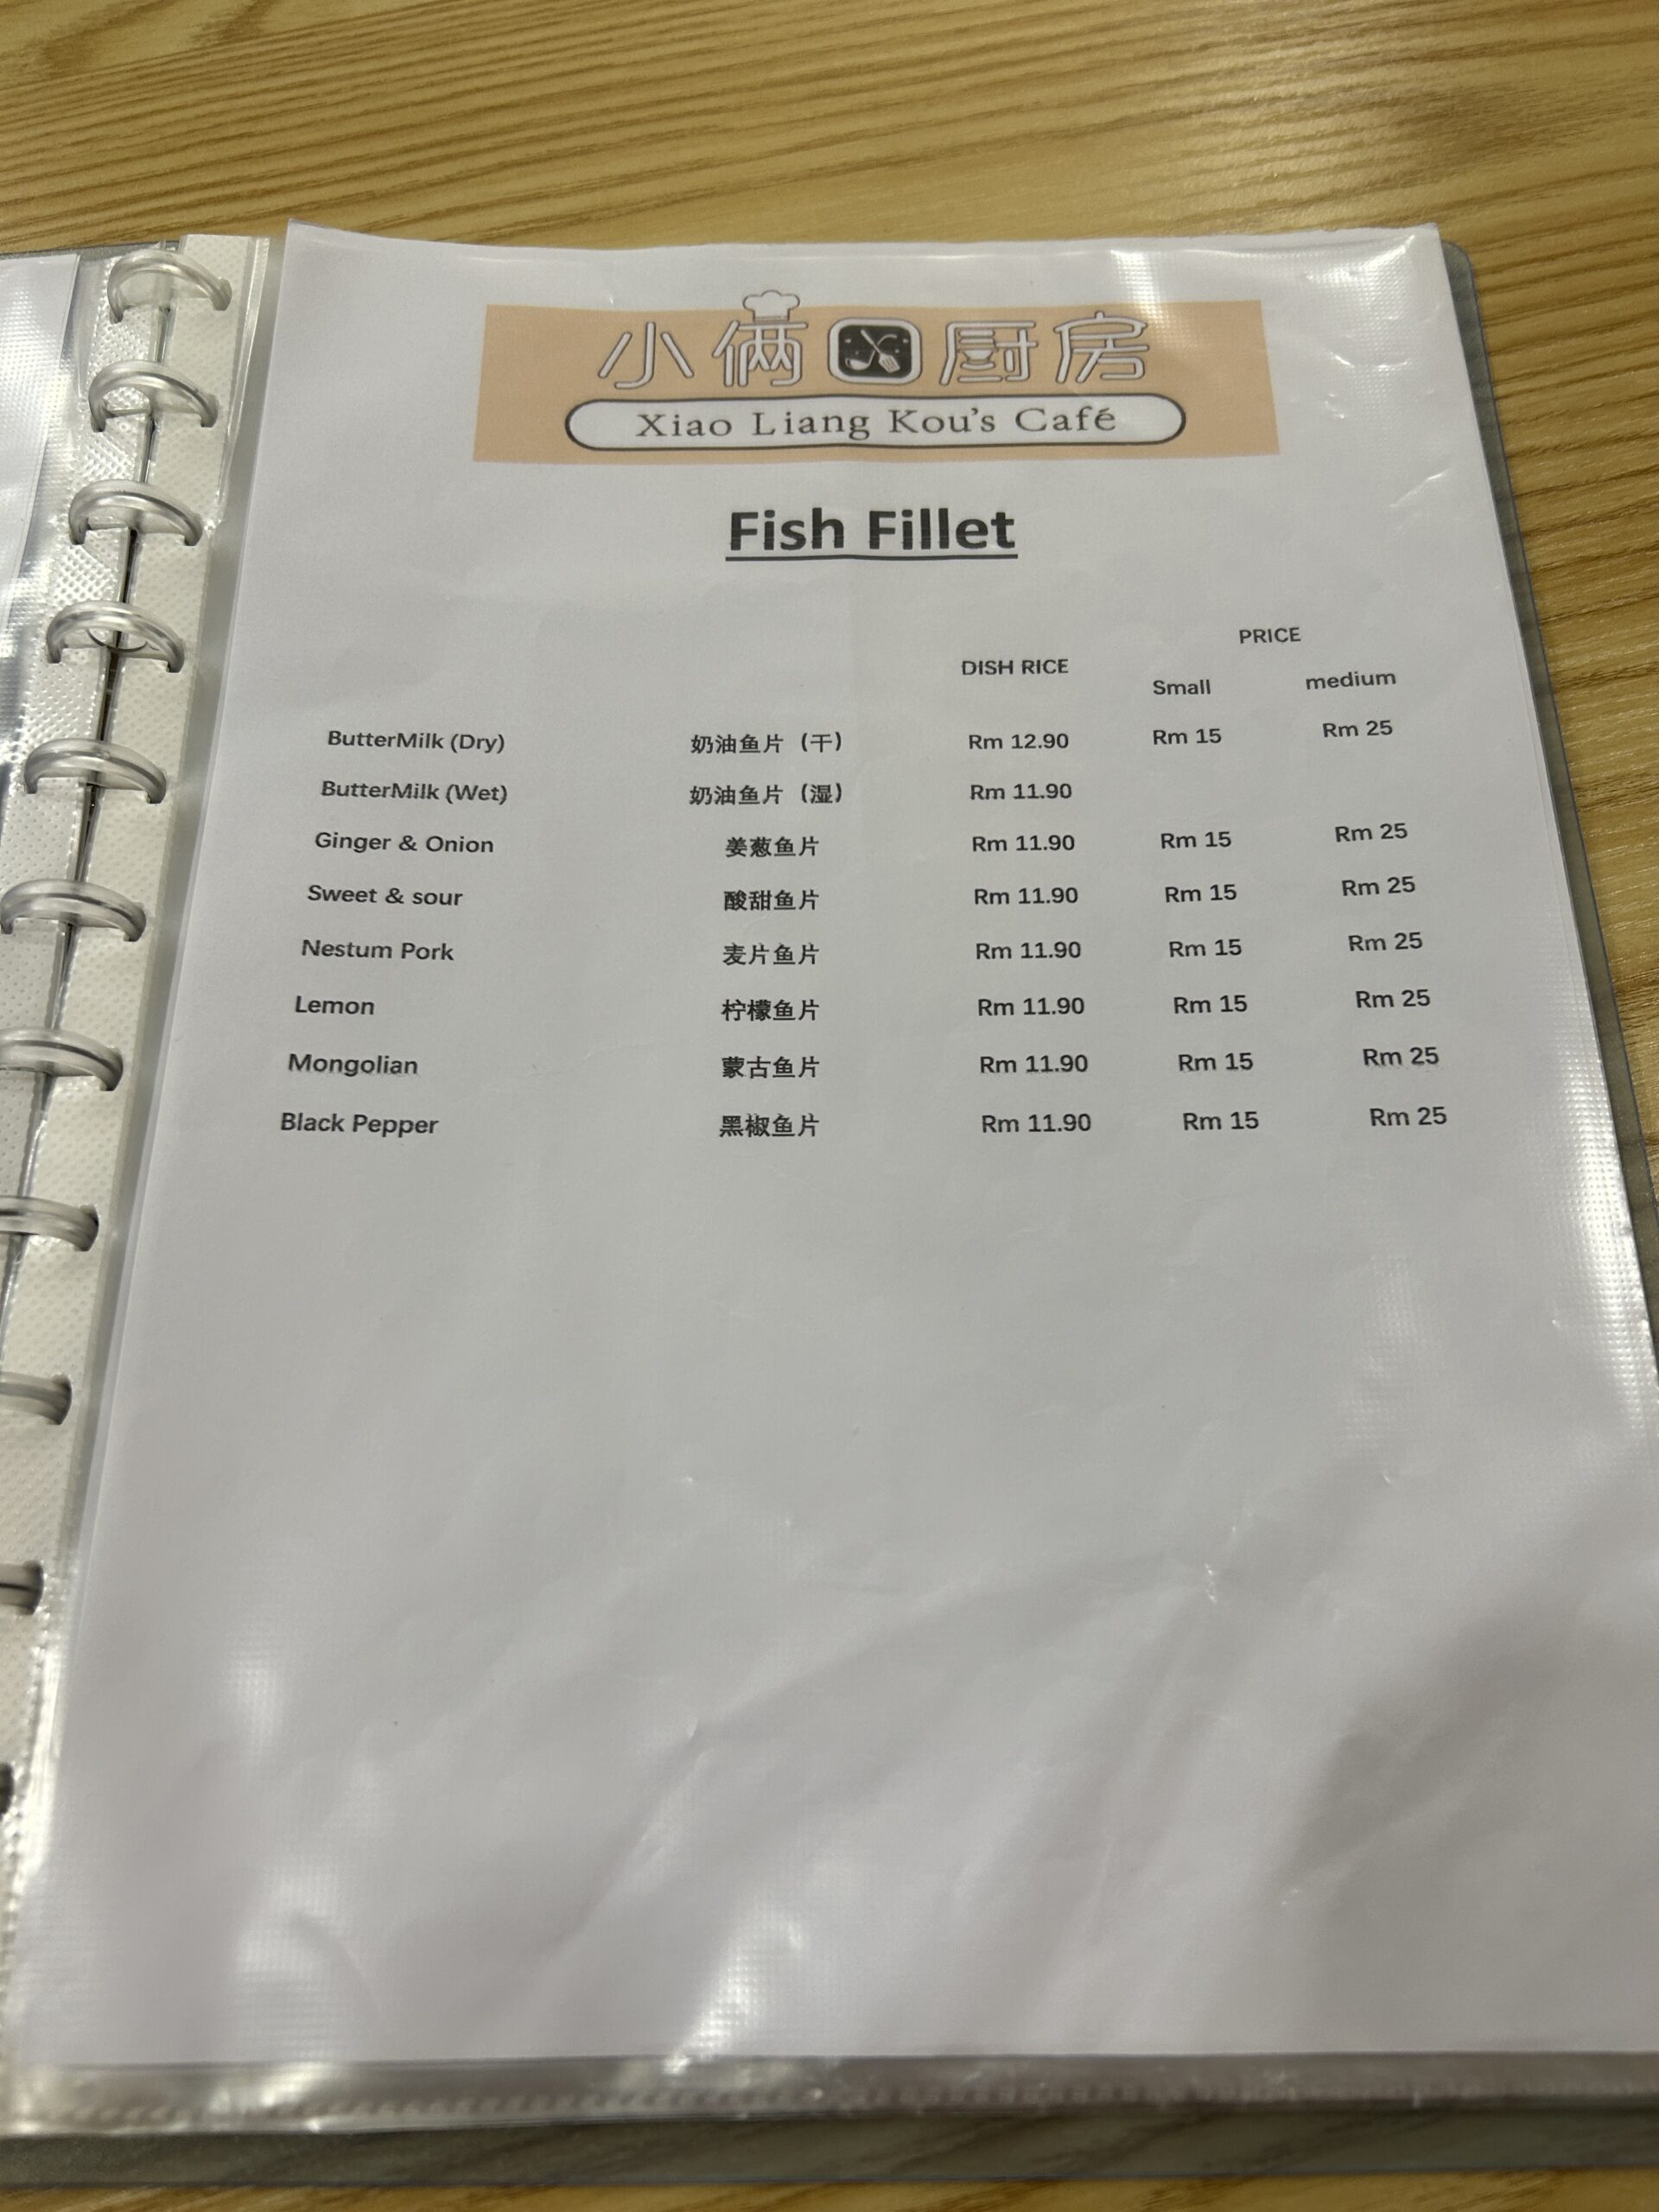 小俩口厨房
Xiao Liang Kou's Café
Fish Fillet
PRICE
DISH RICE Small medium
ButterMilk (Dry) 奶油鱼片（干） Rm 12.90 Rm 15 Rm 25
ButterMilk (Wet) 奶油鱼片（湿） Rm 11.90
Ginger & Onion 姜葱鱼片 Rm 11.90 Rm 15 Rm 25
Sweet & sour 酸甜鱼片 Rm 11.90 Rm 15 Rm 25
Nestum Pork 麦片鱼片 Rm 11.90 Rm 15 Rm 25
Lemon 柠檬鱼片 Rm 11.90 Rm 15 Rm 25
Mongolian 蒙古鱼片 Rm 11.90 Rm 15 Rm 25
Black Pepper 黑椒鱼片 Rm 11.90 Rm 15 Rm 25